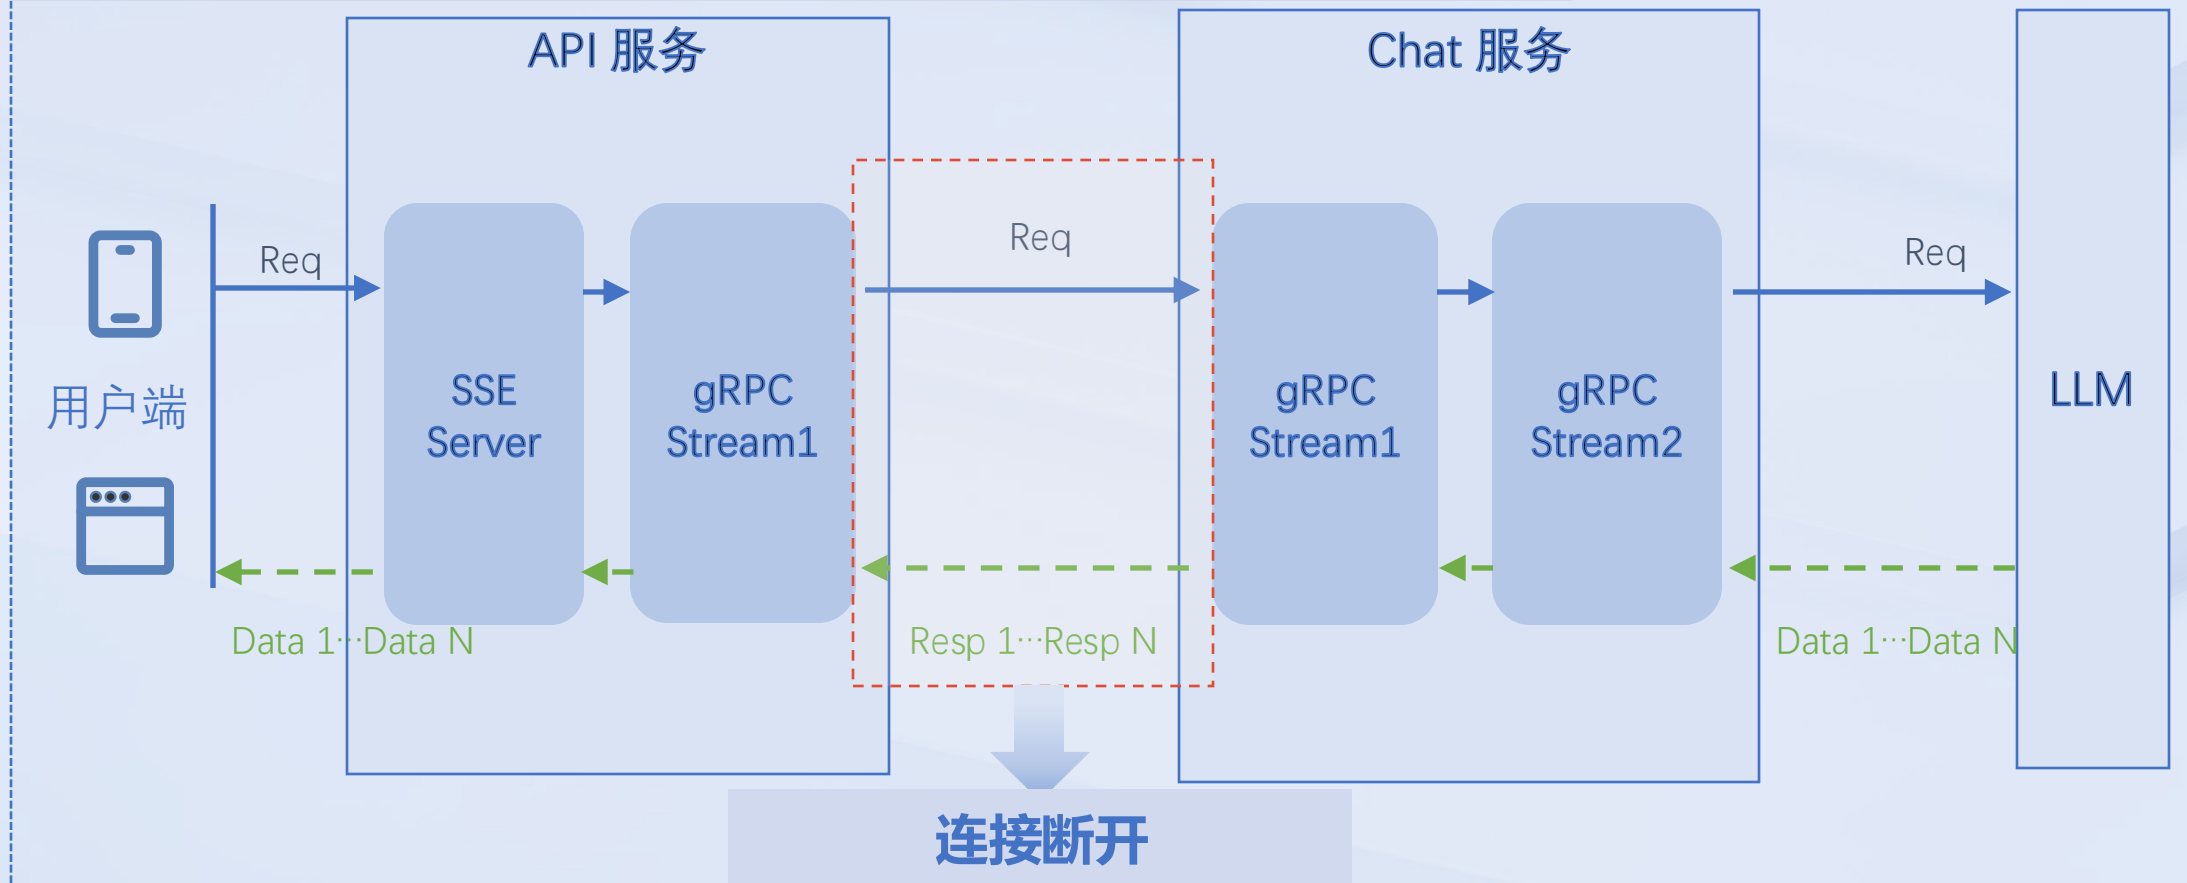 API 服务
Chat 服务
Req
Req
Req
用户端
SSE
Server
gRPC
Stream1
gRPC
Stream1
gRPC
Stream2
LLM
Data 1···Data N
Resp 1···Resp N
Data 1···Data N
连接断开